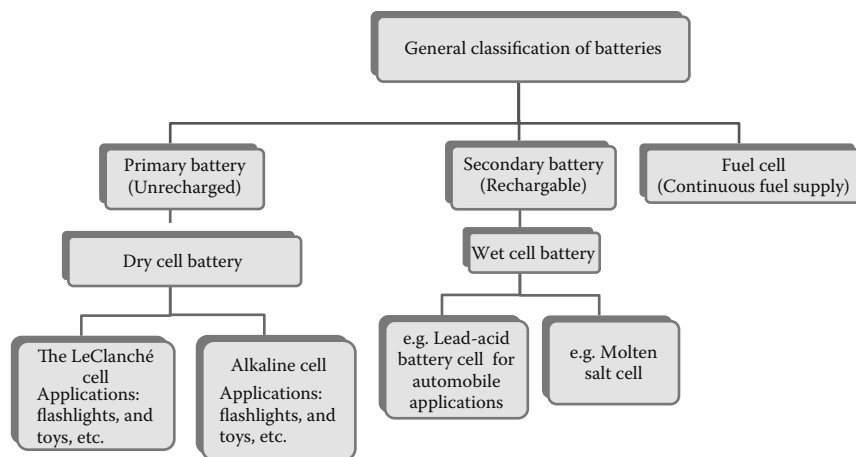 General classification of batteries
Primary battery
(Unrecharged)
Secondary battery
(Rechargable)
Fuel cell
(Continuous fuel supply)
Dry cell battery
Wet cell battery
The LeClanché
cell
Applications:
flashlights, and
toys, etc.
Alkaline cell
Applications:
flashlights, and
toys, etc.
e.g. Lead-acid
battery cell for
automobile
applications
e.g. Molten
salt cell